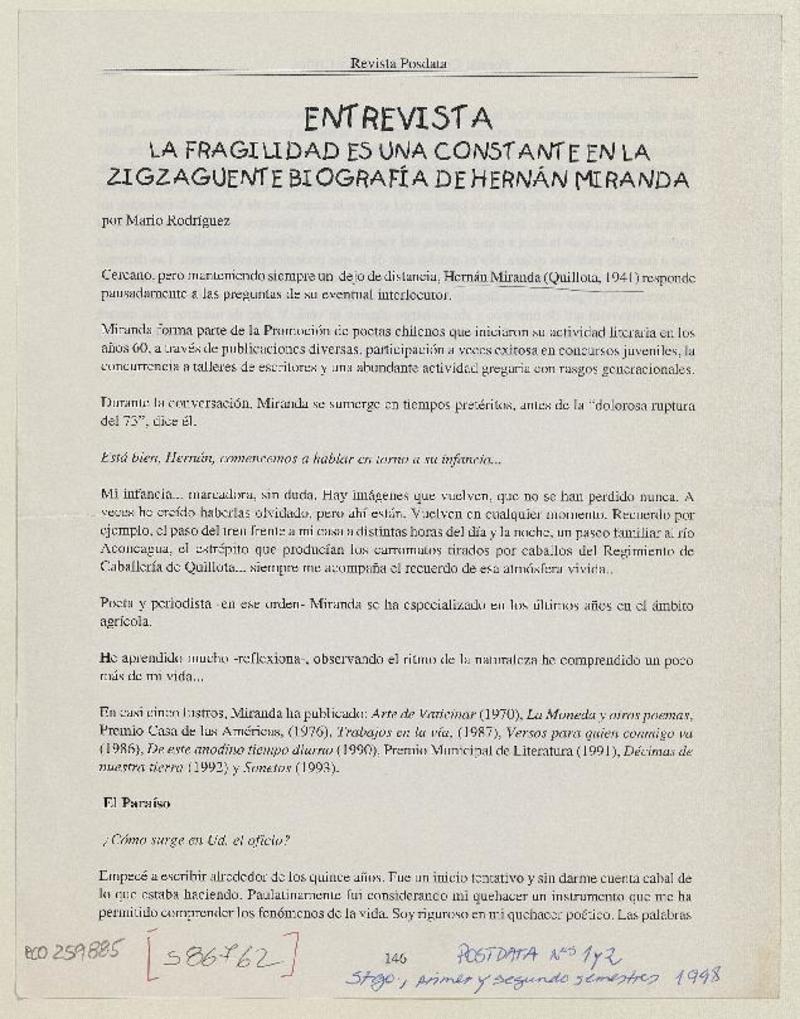 Revista Posdata
ENTREVISTA
LA FRAGILIDAD ES UNA CONSTANTE EN LA
ZIGZAGUENTE BIOGRAFÍA DE HERNÁN MIRANDA
por Mario Rodríguez
Cercano, pero manteniendo siempre un dejo de distancia, Hernán Miranda (Quillota, 1941) responde
pausadamente a las preguntas de su eventual interlocutor.
Miranda forma parte de la Promoción de poetas chilenos que iniciaron su actividad literaria en los
años 60, a través de publicaciones diversas, participación a veces exitosa en concursos juveniles, la
concurrencia a talleres de escritores y una abundante actividad gregaria con rasgos generacionales.
Durante la conversación, Miranda se sumerge en tiempos pretéritos, antes de la "dolorosa ruptura
del 73", dice él.
Está bien, Hernán, comencemos a hablar en torno a su infancia...
Mi infancia... marcadora, sin duda. Hay imágenes que vuelven, que no se han perdido nunca. A
veces he creído haberlas olvidado, pero ahí están. Vuelven en cualquier momento. Recuerdo por
ejemplo, el paso del tren frente a mi casa a distintas horas del día y la noche, un paseo familiar al río
Aconcagua, el estrépito que producían los carromatos tirados por caballos del Regimiento de
Caballería de Quillota... siempre me acompaña el recuerdo de esa atmósfera vivida..
Poeta y periodista -en ese orden- Miranda se ha especializado en los últimos años en el ámbito
agrícola.
He aprendido mucho -reflexiona-, observando el ritmo de la naturaleza he comprendido un poco
más de mi vida...
En casi cinco lustros, Miranda ha publicado: Arte de Vaticinar (1970), La Moneda y otros poemas,
Premio Casa de las Américas, (1976), Trabajos en la vía, (1987), Versos para quien conmigo va
(1986), De este anodino tiempo diurno (1990), Premio Municipal de Literatura (1991), Décimas de
nuestra tierra (1992) y Sonetos (1993).
El Paraíso
¿Cómo surge en Ud. el oficio?
Empecé a escribir alrededor de los quince años. Fue un inicio tentativo y sin darme cuenta cabal de
lo que estaba haciendo. Paulatinamente fui considerando mi quehacer un instrumento que me ha
permitido comprender los fenómenos de la vida. Soy riguroso en mi quehacer poético. Las palabras
146
259885 [586762] POSTDATA Nos 1 y 2
Stgo., primer y segundo semestres 1998